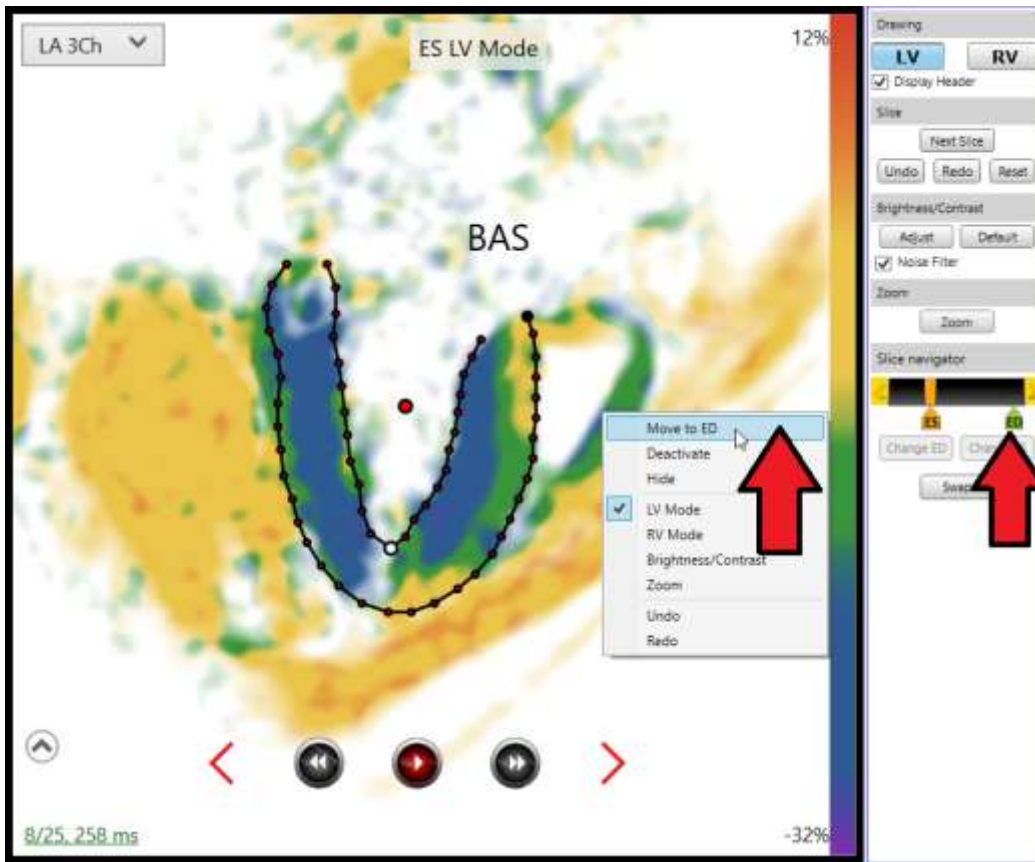 LA 3Ch
ES LV Mode
12%
BAS
Move to ED
Deactivate
Hide
LV Mode
RV Mode
Brightness/Contrast
Zoom
Undo
Redo
8/25, 258 ms
-32%
Drawing
LV RV
Display Header
Slice
Next Slice
Undo Redo Reset
Brightness/Contrast
Adjust Default
Noise Filter
Zoom
Zoom
Slice navigator
ES ED
Change ED